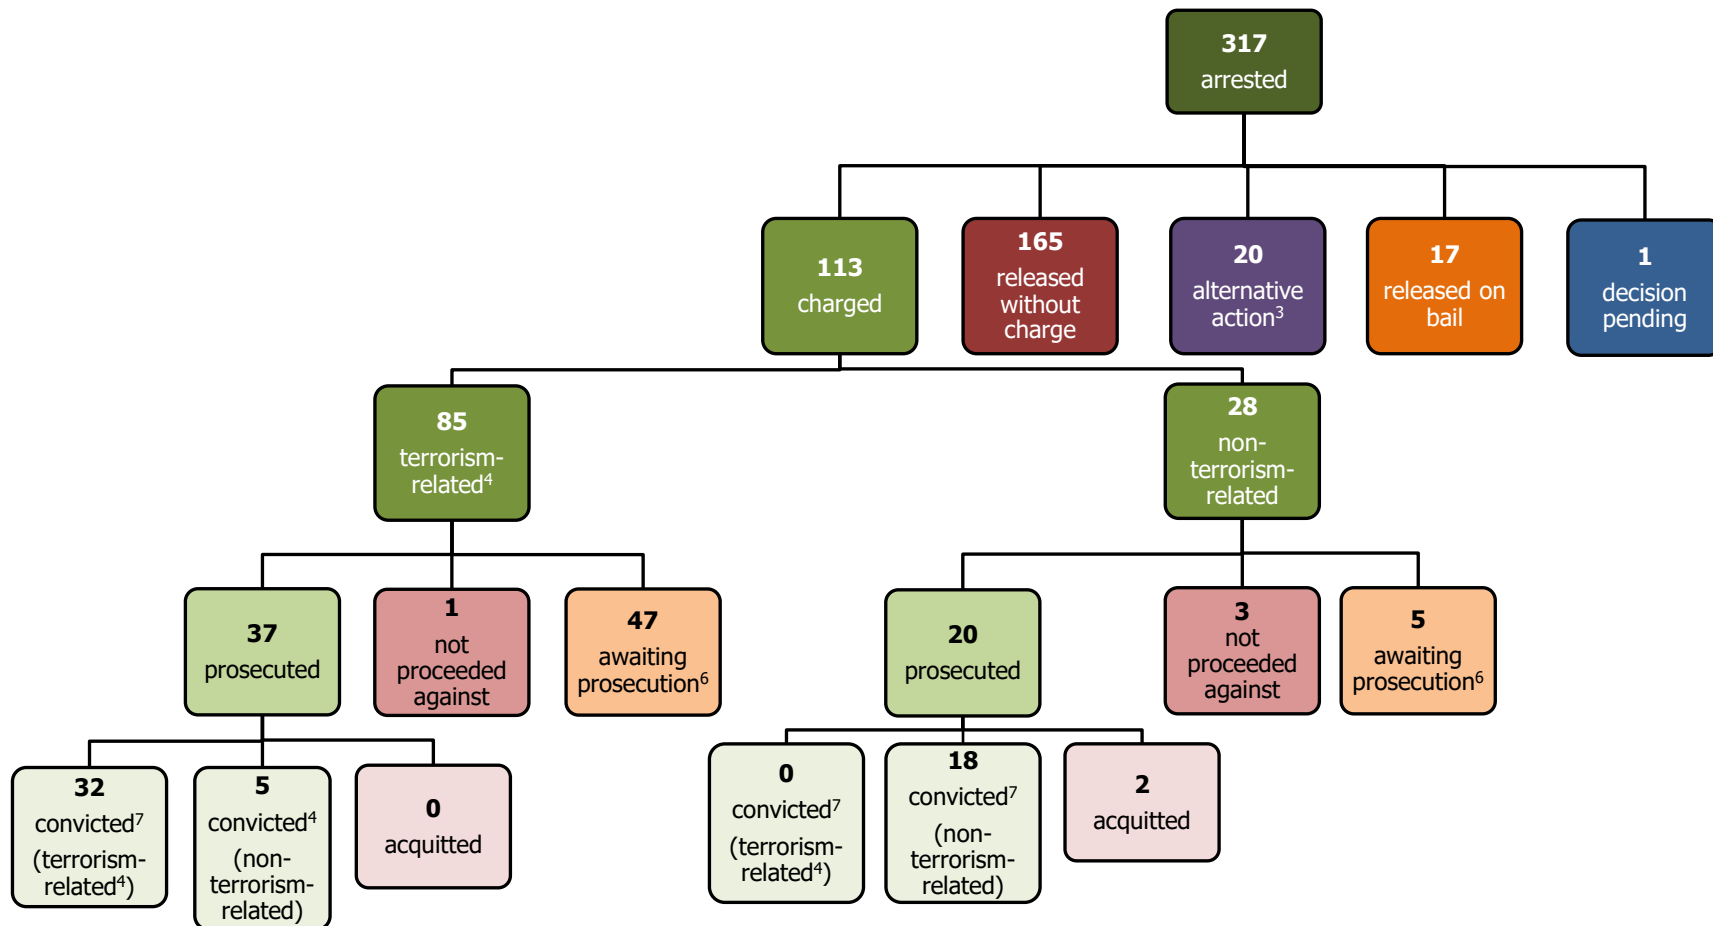 317
arrested
113
charged
165
released
without
charge
20
alternative
action³
17
released on
bail
1
decision
pending
85
terrorism-
related⁴
28
non-
terrorism-
related
37
prosecuted
1
not
proceeded
against
47
awaiting
prosecution⁶
20
prosecuted
3
not
proceeded
against
5
awaiting
prosecution⁶
32
convicted⁷
(terrorism-
related⁴)
5
convicted⁴
(non-
terrorism-
related)
0
acquitted
0
convicted⁷
(terrorism-
related⁴)
18
convicted⁷
(non-
terrorism-
related)
2
acquitted